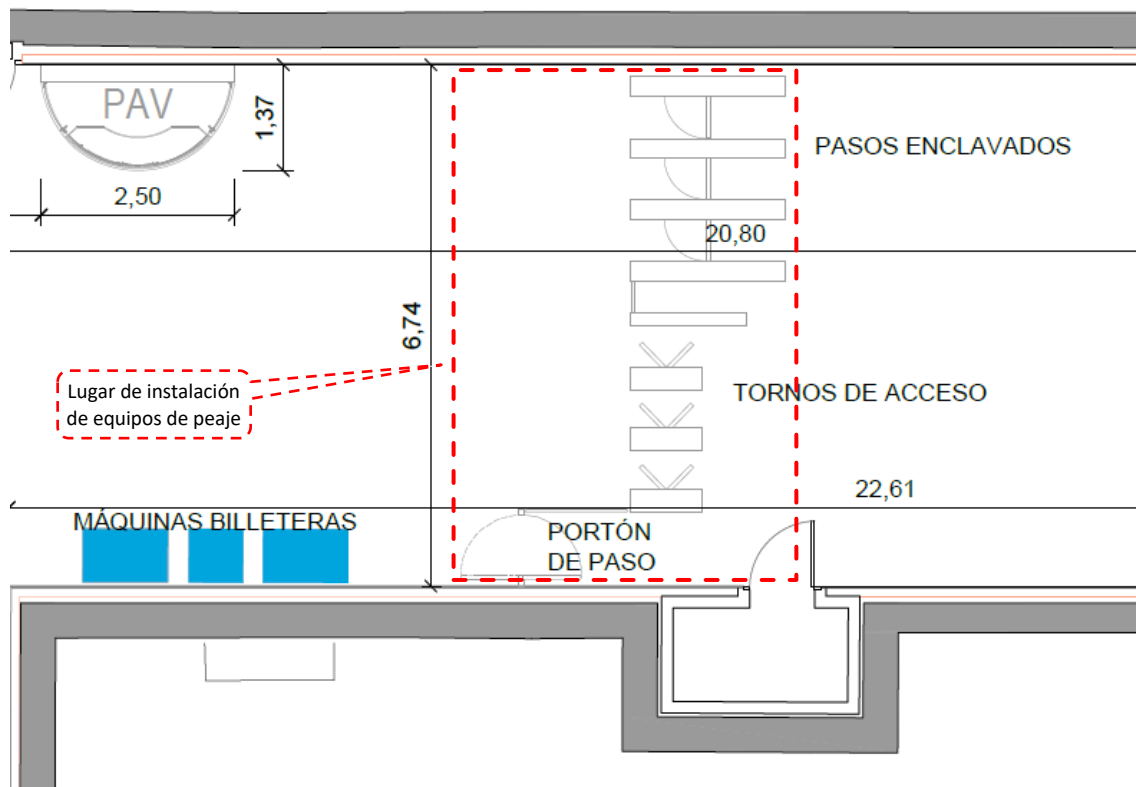 PAV
1,37
2,50
PASOS ENCLAVADOS
20,80
6,74
Lugar de instalación
de equipos de peaje
TORNOS DE ACCESO
22,61
MÁQUINAS BILLETERAS
PORTÓN
DE PASO